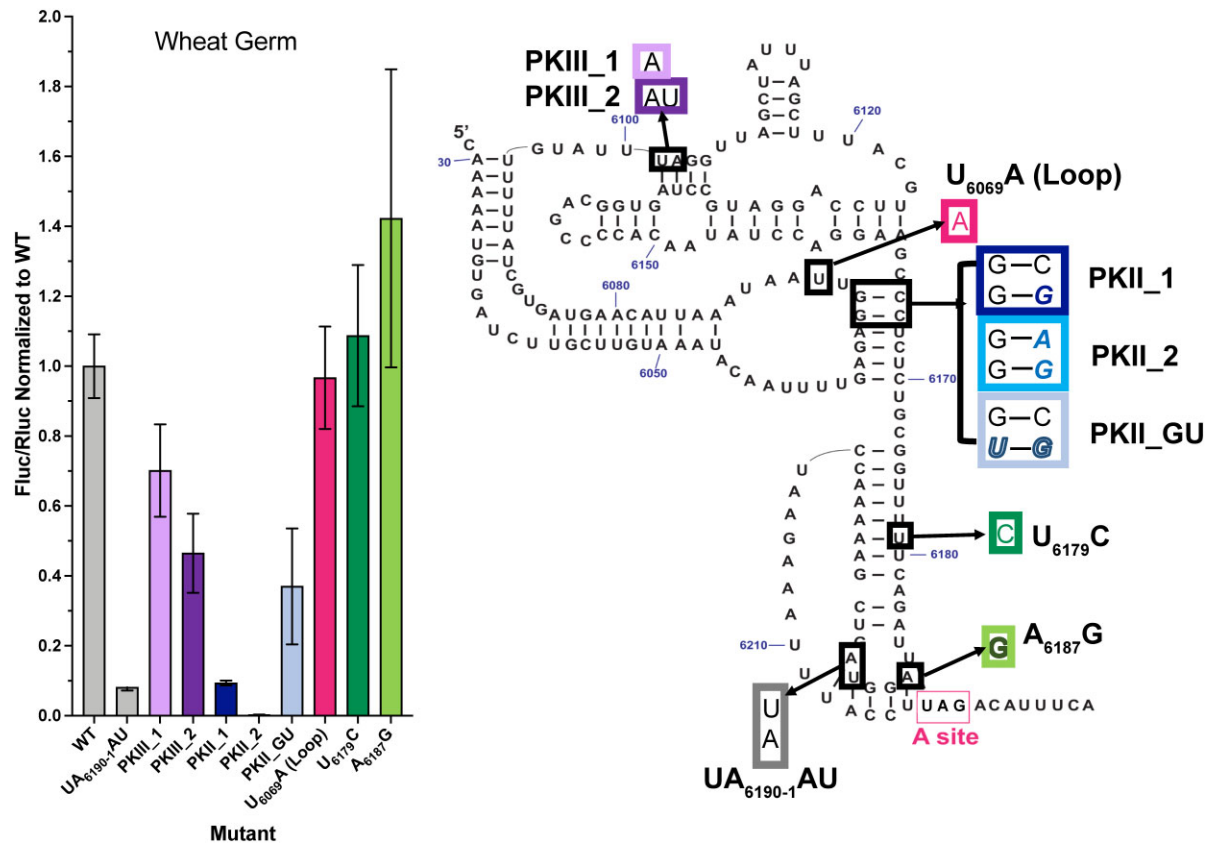 Wheat Germ
Fluc/Rluc Normalized to WT
2.0
1.8
1.6
1.4
1.2
1.0
0.8
0.6
0.4
0.2
0.0
WT
UA6190-1AU
PKIII_1
PKIII_2
PKII_1
PKII_2
PKII_GU
U6069A (Loop)
U6179C
A6187G
Mutant
PKIII_1 A
PKIII_2 AU
5'
30
6100
6120
6150
6080
6050
6170
6180
6210
U6069A (Loop)
A
G–C
G–G
PKII_1
G–A
G–G
PKII_2
G–C
U–G
PKII_GU
C U6179C
G A6187G
U
A
UA6190-1AU
UAG ACAUUUCA
A site